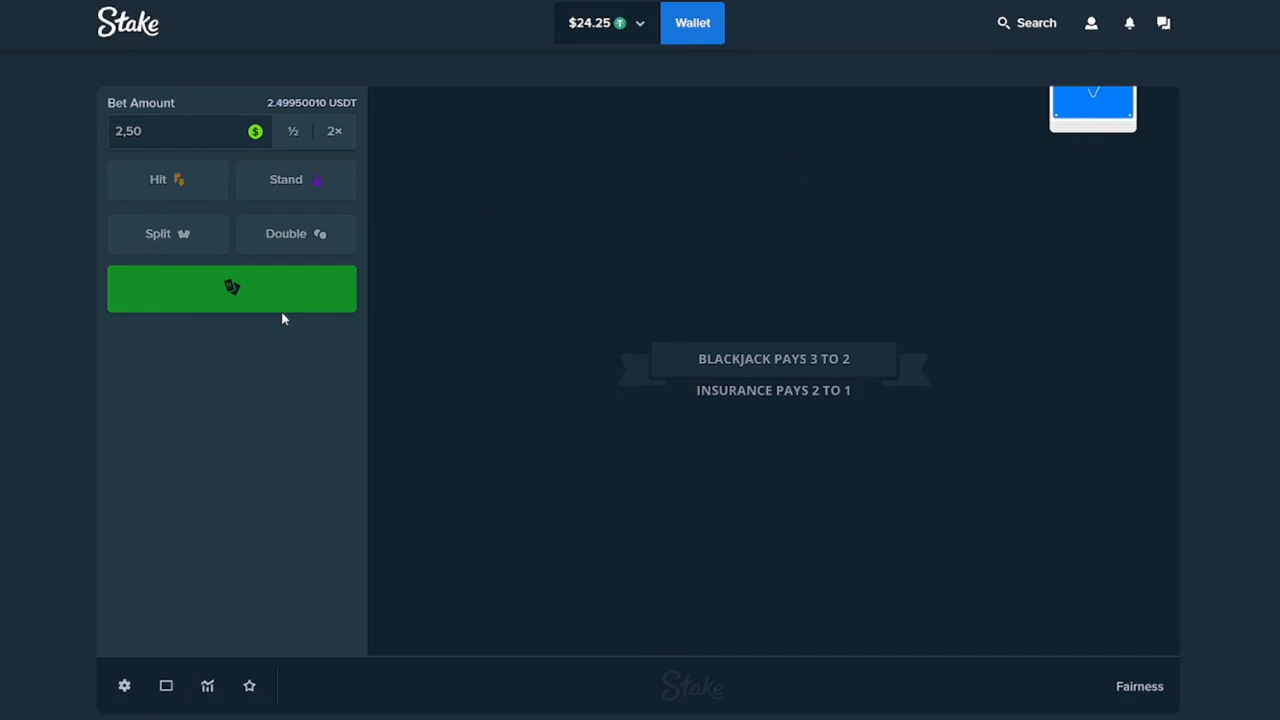 Stake
$24.25
Wallet
Search
Bet Amount
2.49950010 USDT
2,50
½
2×
Hit
Stand
Split
Double
BLACKJACK PAYS 3 TO 2
INSURANCE PAYS 2 TO 1
Stake
Fairness